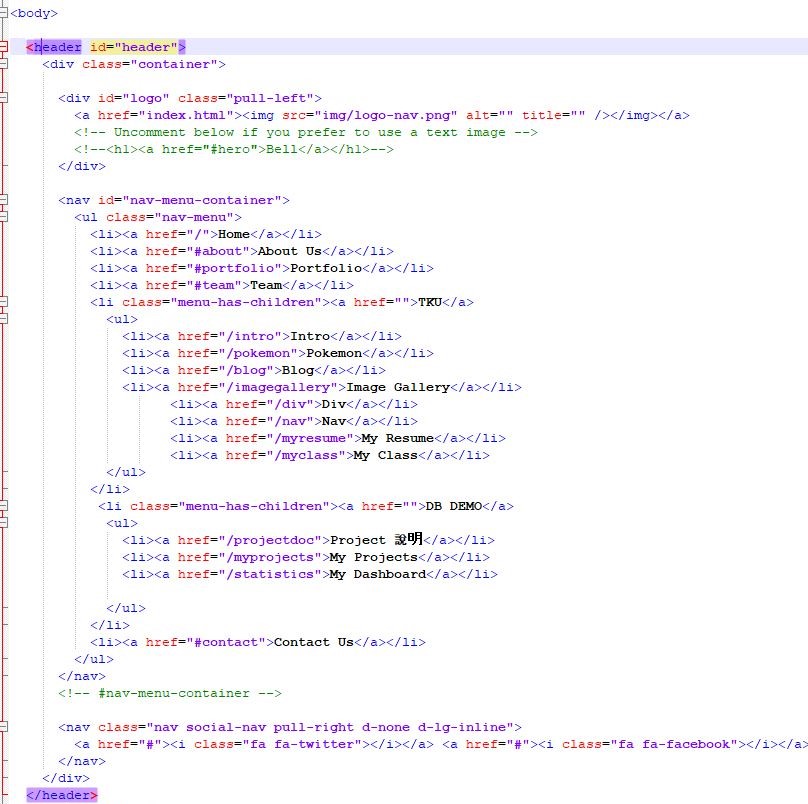 <body>
<header id="header">
<div class="container">
<div id="logo" class="pull-left">
<a href="index.html"><img src="img/logo-nav.png" alt="" title="" /></img></a>
<!-- Uncomment below if you prefer to use a text image -->
<!--<h1><a href="#hero">Bell</a></h1>-->
</div>
<nav id="nav-menu-container">
<ul class="nav-menu">
<li><a href="/">Home</a></li>
<li><a href="#about">About Us</a></li>
<li><a href="#portfolio">Portfolio</a></li>
<li><a href="#team">Team</a></li>
<li class="menu-has-children"><a href="">TKU</a>
<ul>
<li><a href="/intro">Intro</a></li>
<li><a href="/pokemon">Pokemon</a></li>
<li><a href="/blog">Blog</a></li>
<li><a href="/imagegallery">Image Gallery</a></li>
<li><a href="/div">Div</a></li>
<li><a href="/nav">Nav</a></li>
<li><a href="/myresume">My Resume</a></li>
<li><a href="/myclass">My Class</a></li>
</ul>
</li>
<li class="menu-has-children"><a href="">DB DEMO</a>
<ul>
<li><a href="/projectdoc">Project 說明</a></li>
<li><a href="/myprojects">My Projects</a></li>
<li><a href="/statistics">My Dashboard</a></li>
</ul>
</li>
<li><a href="#contact">Contact Us</a></li>
</ul>
</nav>
<!-- #nav-menu-container -->
<nav class="nav social-nav pull-right d-none d-lg-inline">
<a href="#"><i class="fa fa-twitter"></i></a> <a href="#"><i class="fa fa-facebook"></i></a>
</nav>
</div>
</header>